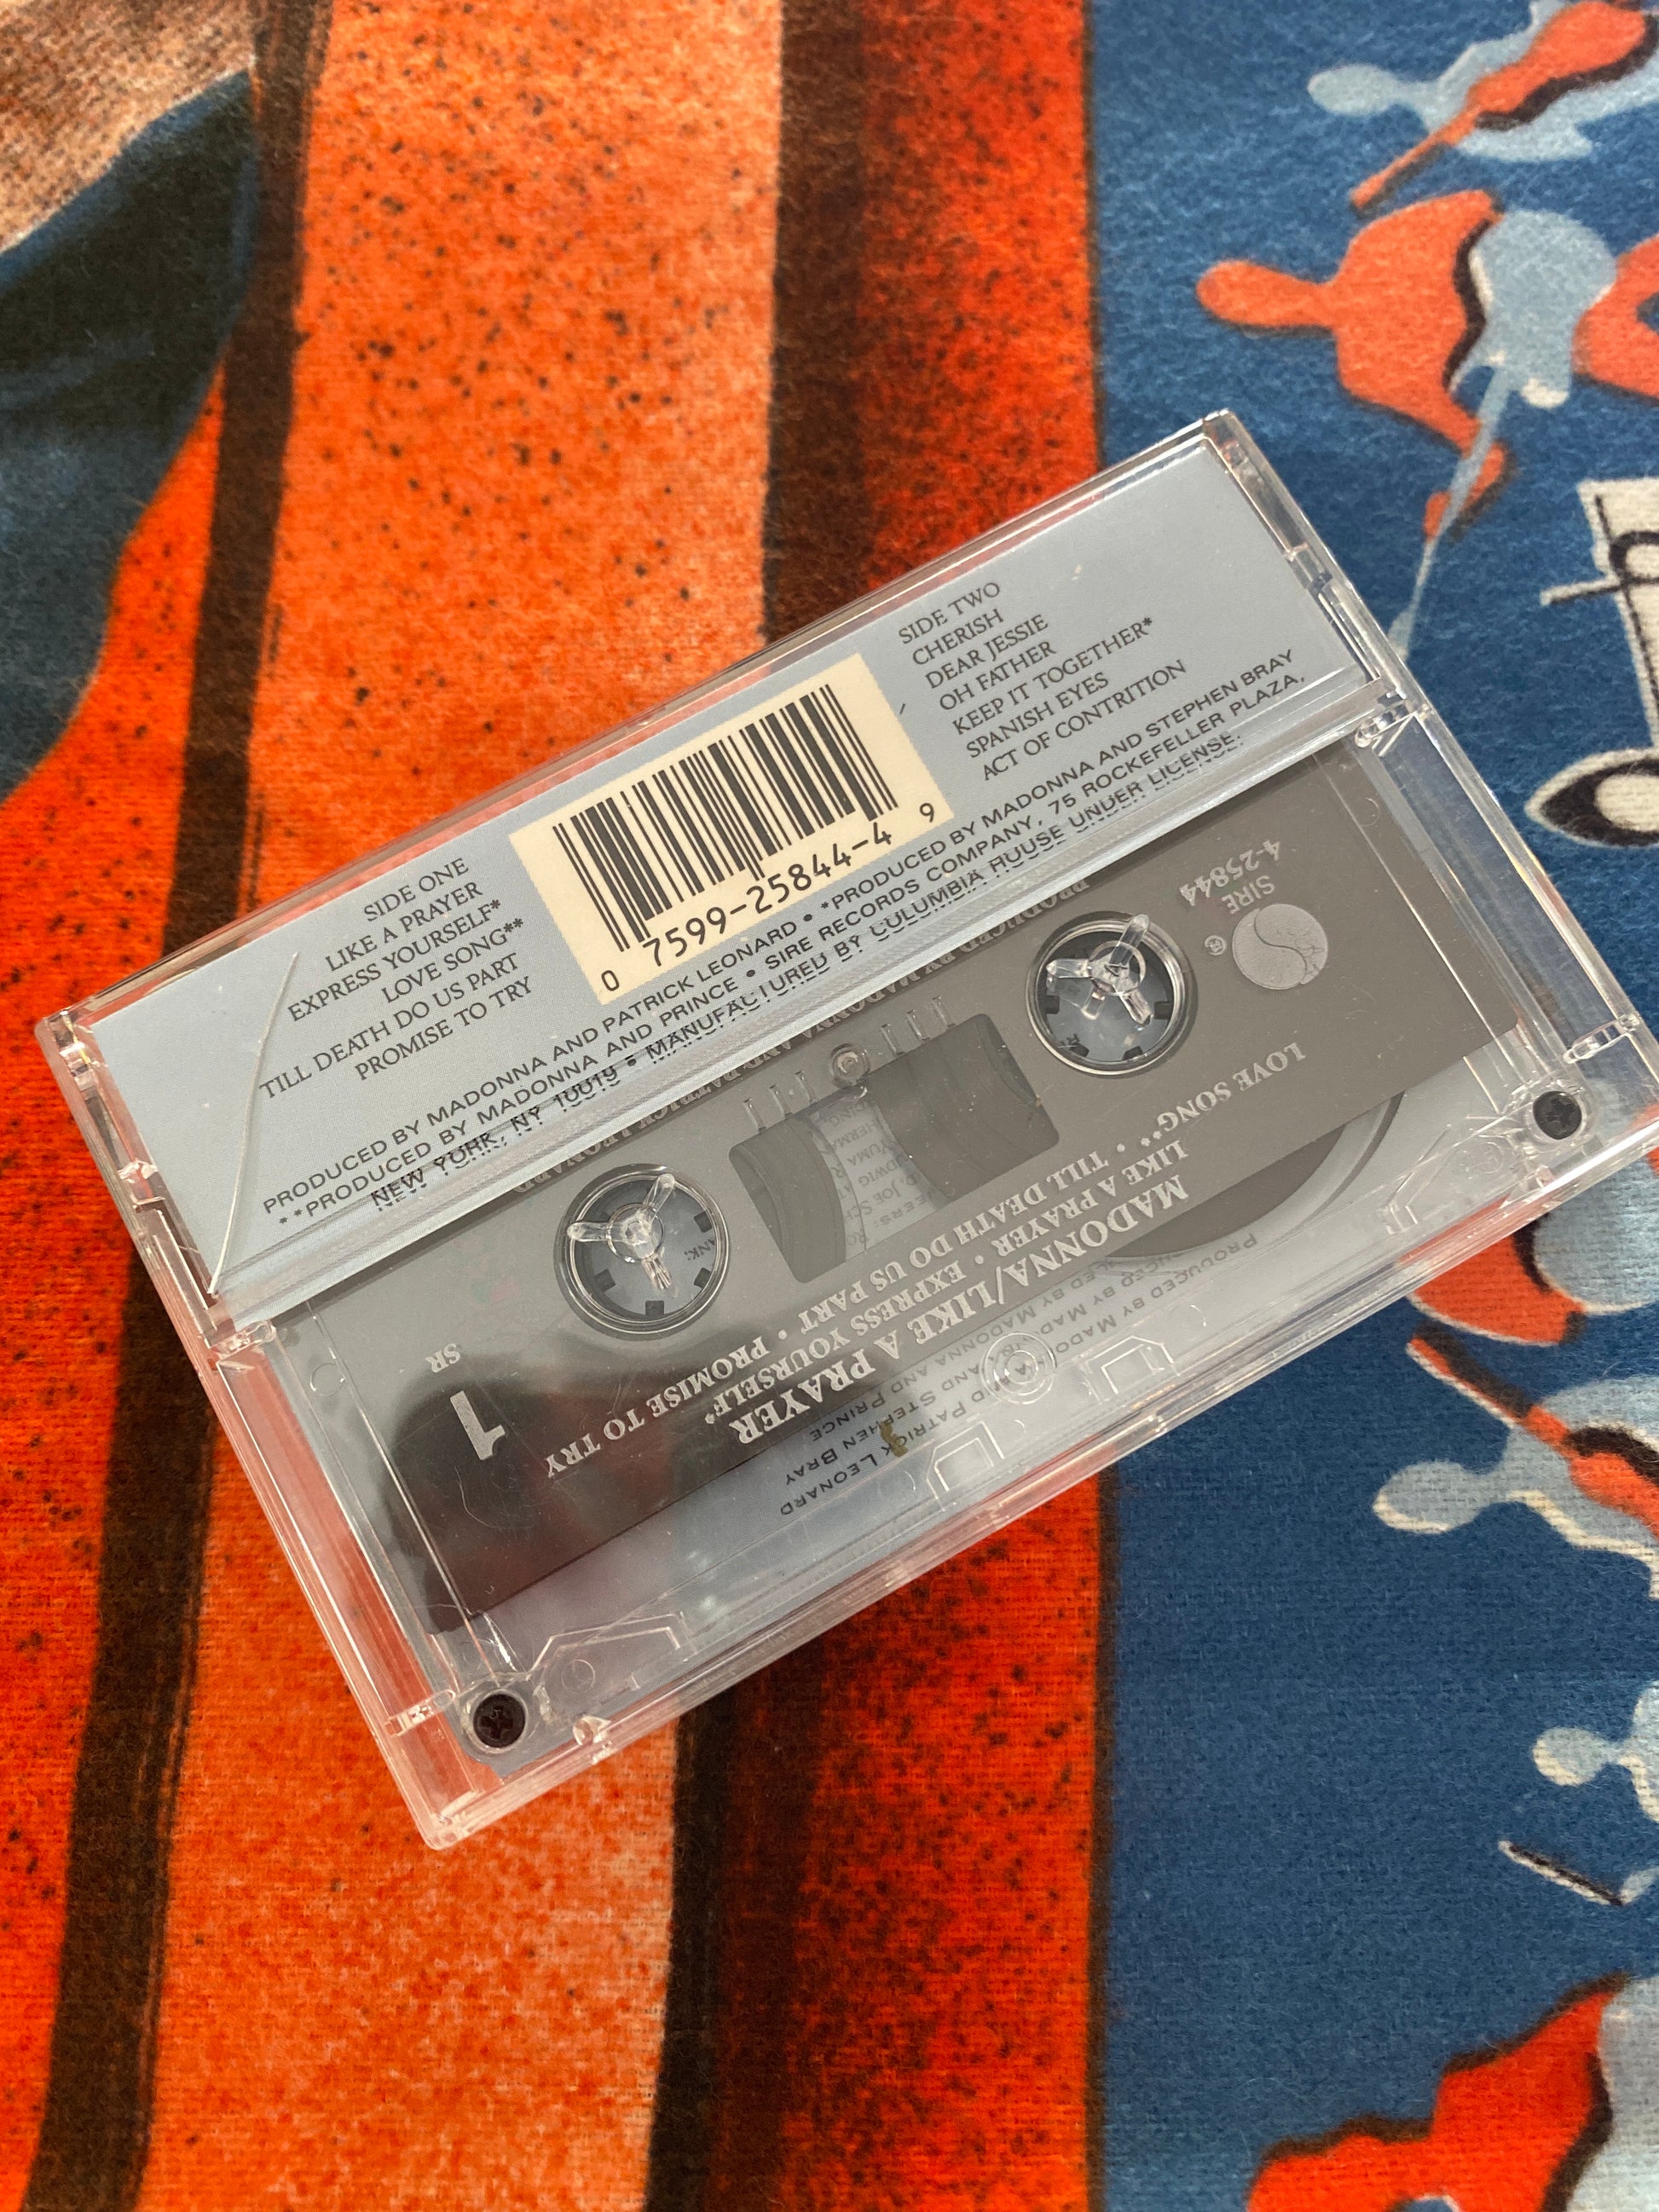 SIDE ONE
LIKE A PRAYER
EXPRESS YOURSELF*
LOVE SONG**
TILL DEATH DO US PART
PROMISE TO TRY
0 7599-25844-4 9
SIDE TWO
CHERISH
DEAR JESSIE
OH FATHER
KEEP IT TOGETHER*
SPANISH EYES
ACT OF CONTRITION
PRODUCED BY MADONNA AND PATRICK LEONARD • *PRODUCED BY MADONNA AND STEPHEN BRAY
**PRODUCED BY MADONNA AND PRINCE • SIRE RECORDS COMPANY, 75 ROCKEFELLER PLAZA,
NEW YORK, NY 10019 • MANUFACTURED BY COLUMBIA HOUSE UNDER LICENSE.
SIRE
®
4-25844
MADONNA/LIKE A PRAYER
LIKE A PRAYER • EXPRESS YOURSELF*
LOVE SONG** • TILL DEATH DO US PART • PROMISE TO TRY
1
SR
PRODUCED BY MADONNA AND PATRICK LEONARD
PRODUCED BY MADONNA AND STEPHEN BRAY
BY MADONNA AND PRINCE